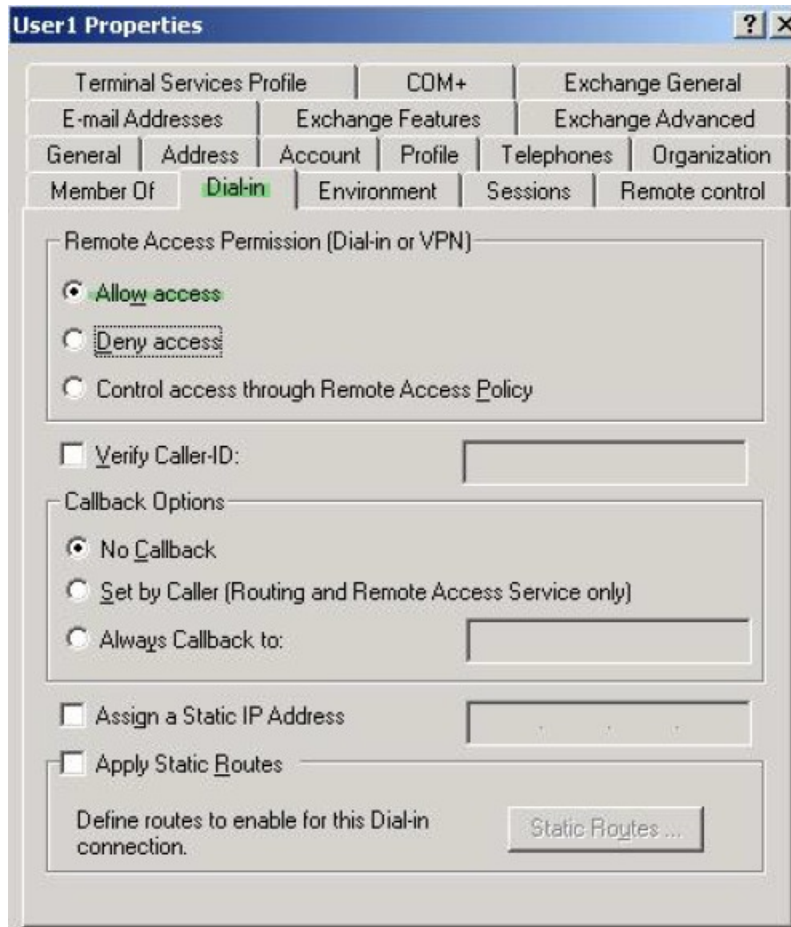 User1 Properties
Terminal Services Profile COM+ Exchange General
E-mail Addresses Exchange Features Exchange Advanced
General Address Account Profile Telephones Organization
Member Of Dial-in Environment Sessions Remote control
Remote Access Permission (Dial-in or VPN)
Allow access
Deny access
Control access through Remote Access Policy
Verify Caller-ID:
Callback Options
No Callback
Set by Caller (Routing and Remote Access Service only)
Always Callback to:
Assign a Static IP Address
Apply Static Routes
Define routes to enable for this Dial-in
connection.
Static Routes ...